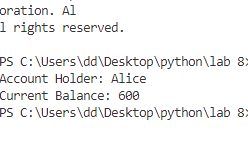 oration. Al
l rights reserved.
PS C:\Users\dd\Desktop\python\lab 8>
Account Holder: Alice
Current Balance: 600
PS C:\Users\dd\Desktop\python\lab 8>